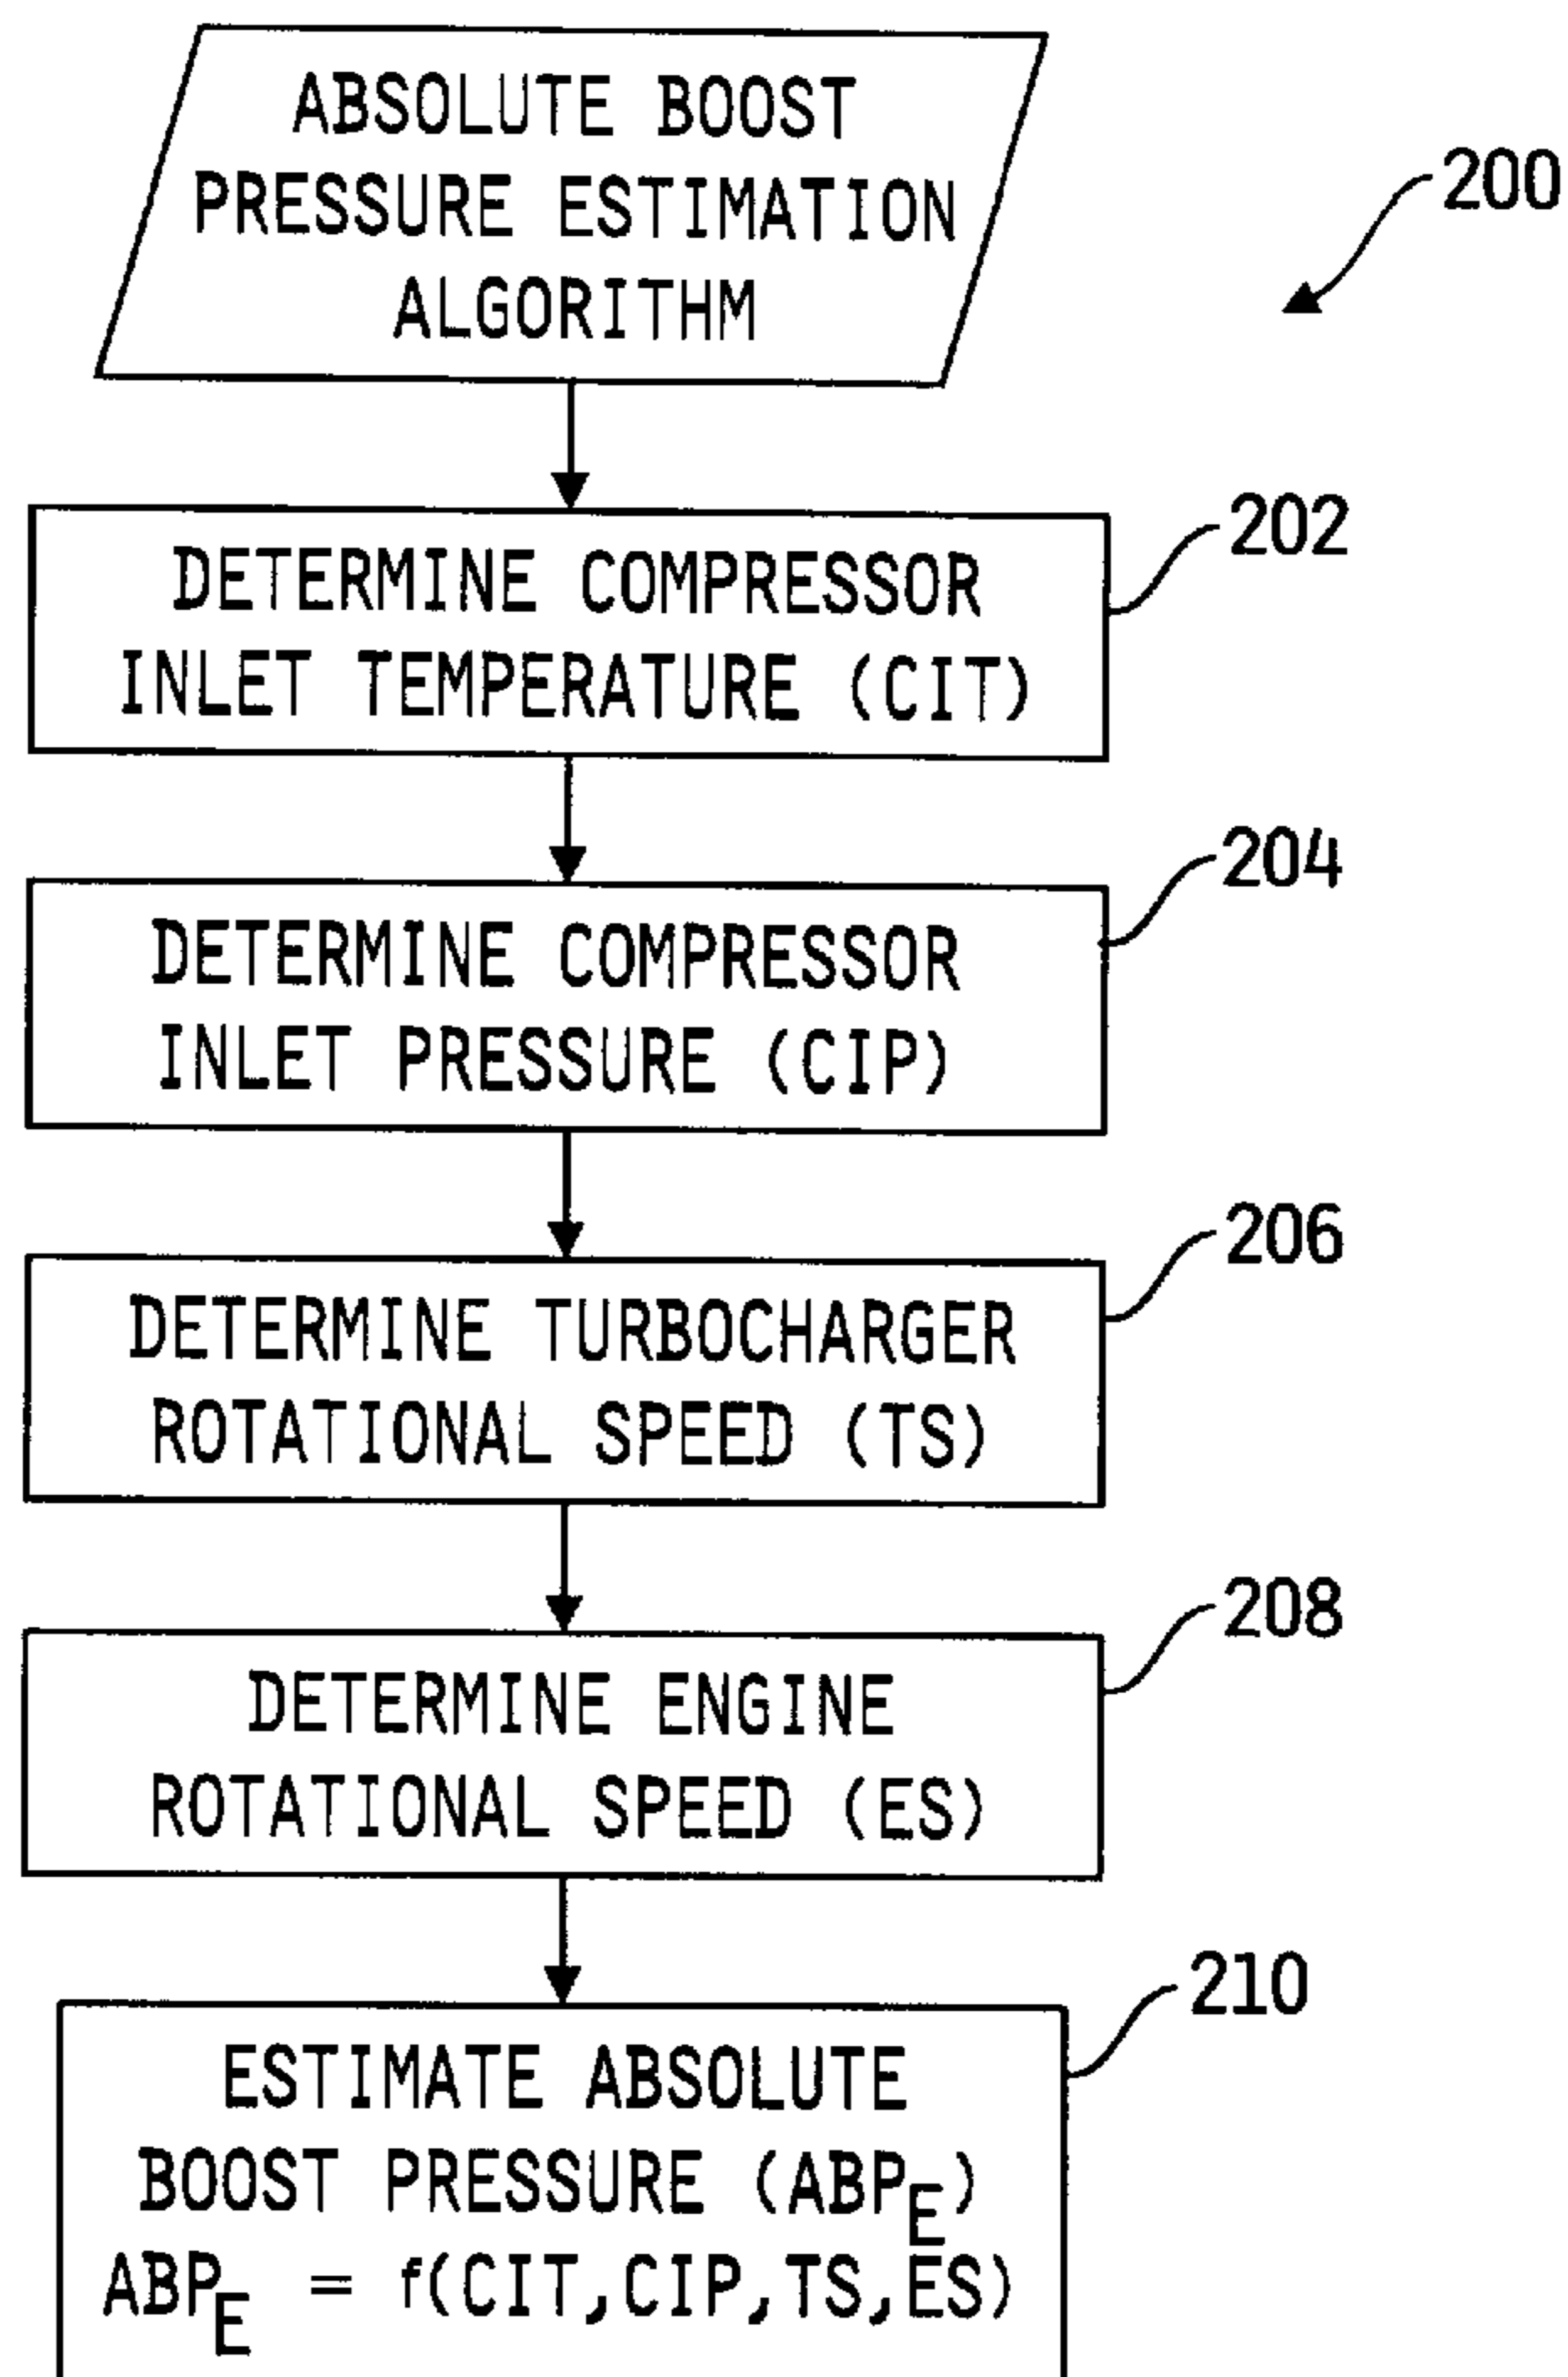 ABSOLUTE BOOST
PRESSURE ESTIMATION
ALGORITHM
200
DETERMINE COMPRESSOR
INLET TEMPERATURE (CIT)
202
DETERMINE COMPRESSOR
INLET PRESSURE (CIP)
204
DETERMINE TURBOCHARGER
ROTATIONAL SPEED (TS)
206
DETERMINE ENGINE
ROTATIONAL SPEED (ES)
208
ESTIMATE ABSOLUTE
BOOST PRESSURE (ABP_E)
ABP_E = f(CIT,CIP,TS,ES)
210